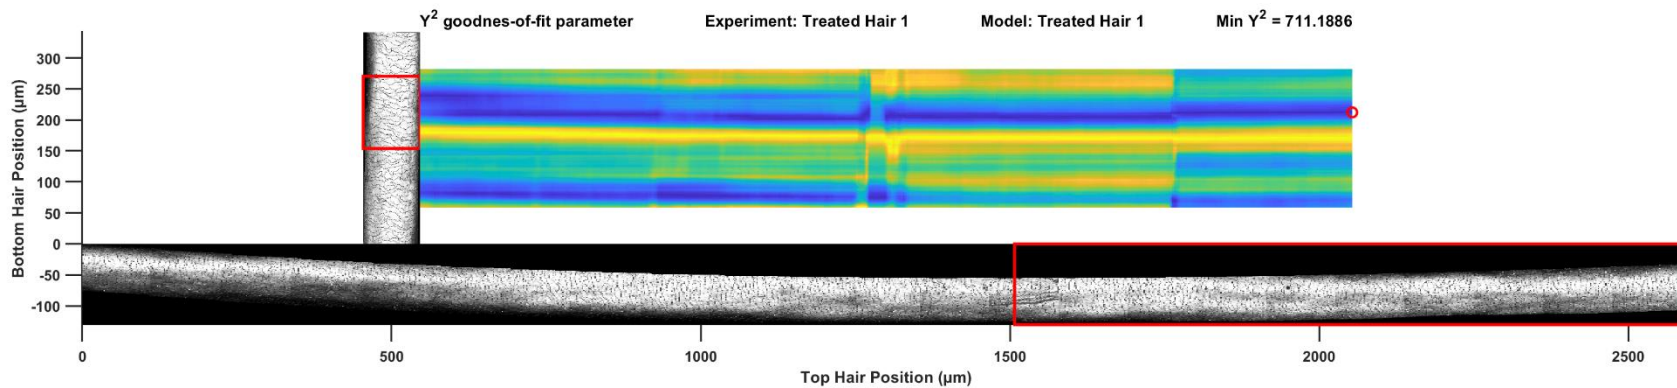 Y² goodnes-of-fit parameter Experiment: Treated Hair 1 Model: Treated Hair 1 Min Y² = 711.1886
Bottom Hair Position (µm)
300
250
200
150
100
50
0
-50
-100
0 500 1000 1500 2000 2500
Top Hair Position (µm)